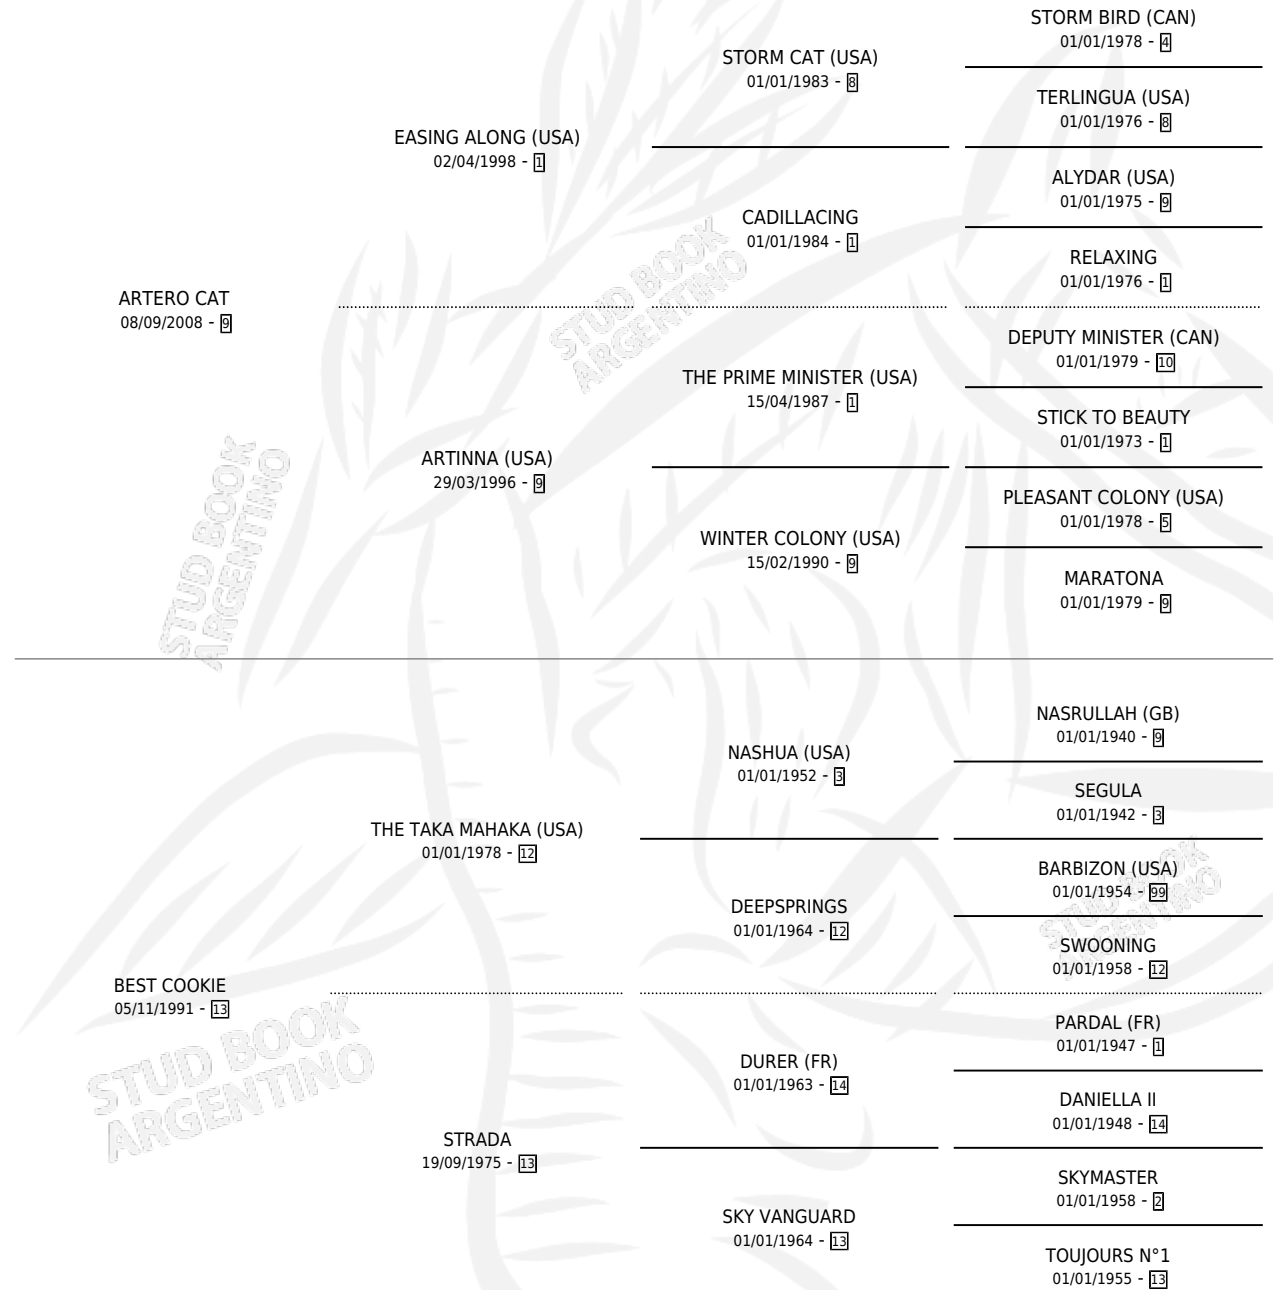 STORM BIRD (CAN)
01/01/1978 - 4
STORM CAT (USA)
01/01/1983 - 8
TERLINGUA (USA)
01/01/1976 - 8
EASING ALONG (USA)
02/04/1998 - 1
ALYDAR (USA)
01/01/1975 - 9
CADILLACING
01/01/1984 - 1
RELAXING
01/01/1976 - 1
ARTERO CAT
08/09/2008 - 9
DEPUTY MINISTER (CAN)
01/01/1979 - 10
THE PRIME MINISTER (USA)
15/04/1987 - 1
STICK TO BEAUTY
01/01/1973 - 1
ARTINNA (USA)
29/03/1996 - 9
PLEASANT COLONY (USA)
01/01/1978 - 5
WINTER COLONY (USA)
15/02/1990 - 9
MARATONA
01/01/1979 - 9
NASRULLAH (GB)
01/01/1940 - 9
NASHUA (USA)
01/01/1952 - 3
SEGULA
01/01/1942 - 3
THE TAKA MAHAKA (USA)
01/01/1978 - 12
BARBIZON (USA)
01/01/1954 - 99
DEEPSPRINGS
01/01/1964 - 12
SWOONING
01/01/1958 - 12
BEST COOKIE
05/11/1991 - 13
PARDAL (FR)
01/01/1947 - 1
DURER (FR)
01/01/1963 - 14
DANIELLA II
01/01/1948 - 14
STRADA
19/09/1975 - 13
SKYMASTER
01/01/1958 - 2
SKY VANGUARD
01/01/1964 - 13
TOUJOURS N°1
01/01/1955 - 13
STUD BOOK
ARGENTINO
STUD BOOK
ARGENTINO
STUD BOOK
ARGENTINO
STUD BOOK
ARGENTINO